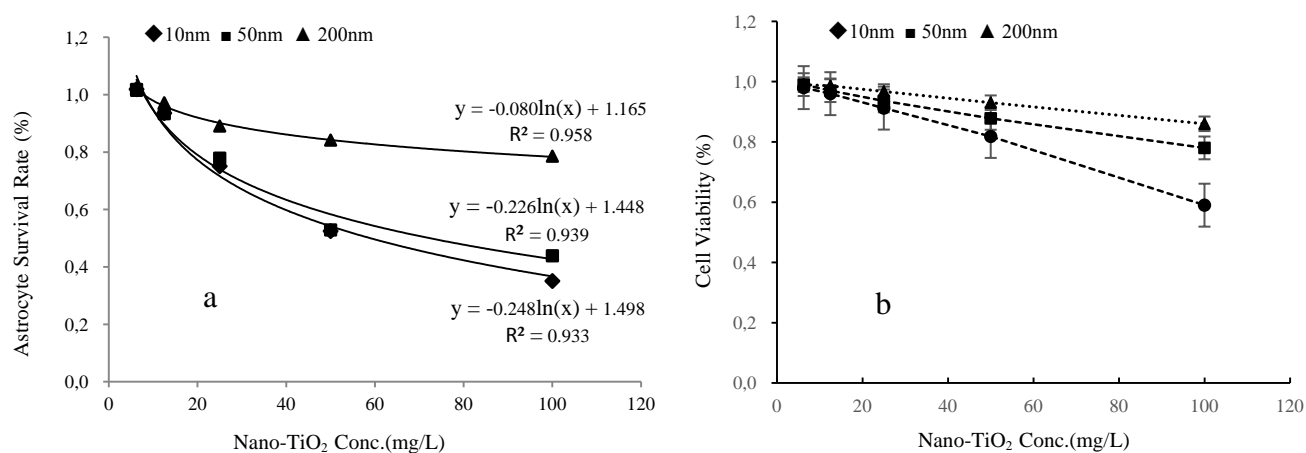 10nm 50nm 200nm
1,2
1,0
0,8
0,6
0,4
0,2
0,0
Astrocyte Survival Rate (%)
y = -0.080ln(x) + 1.165
R² = 0.958
y = -0.226ln(x) + 1.448
R² = 0.939
y = -0.248ln(x) + 1.498
R² = 0.933
a
0 20 40 60 80 100 120
Nano-TiO₂ Conc.(mg/L)
10nm 50nm 200nm
1,2
1,0
0,8
0,6
0,4
0,2
0,0
Cell Viability (%)
b
0 20 40 60 80 100 120
Nano-TiO₂ Conc.(mg/L)